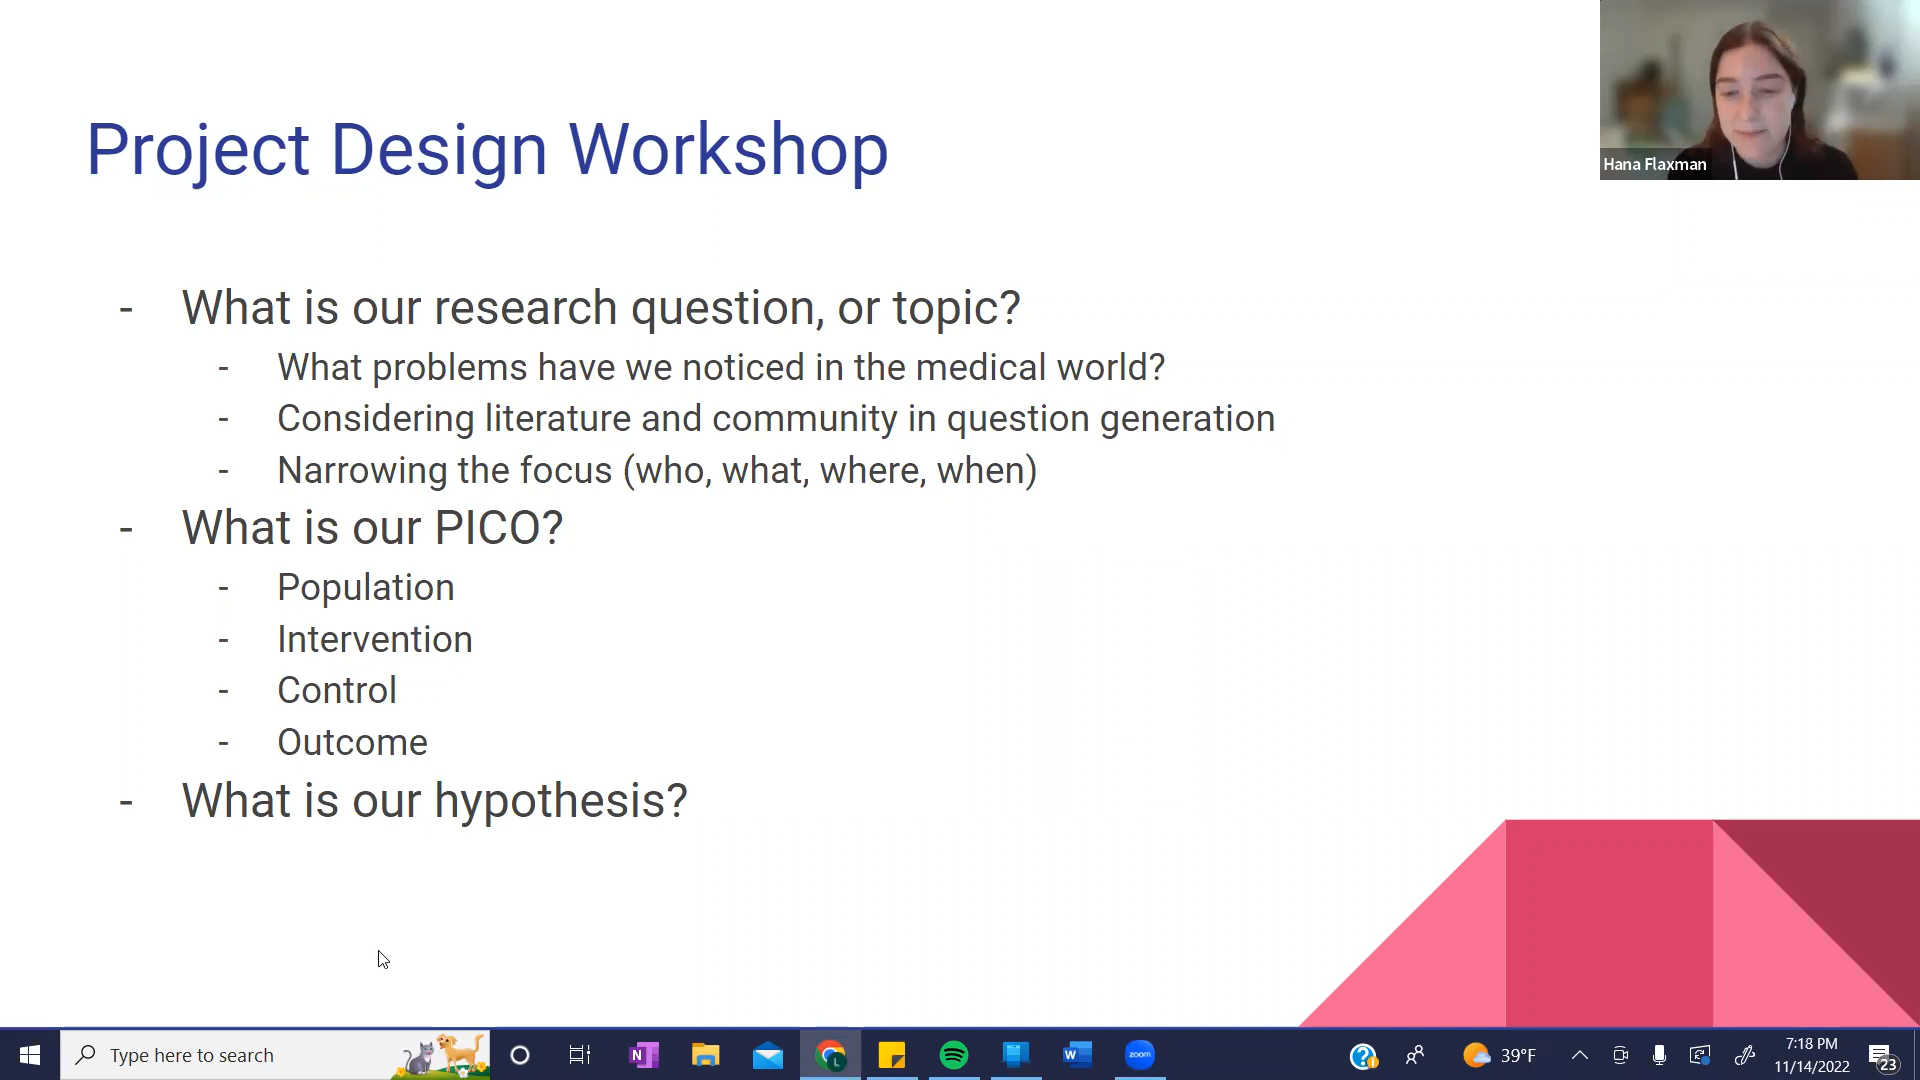 Project Design Workshop
Hana Flaxman
- What is our research question, or topic?
- What problems have we noticed in the medical world?
- Considering literature and community in question generation
- Narrowing the focus (who, what, where, when)
- What is our PICO?
- Population
- Intervention
- Control
- Outcome
- What is our hypothesis?
Type here to search
N
L
W
zoom
39°F
7:18 PM
11/14/2022
23